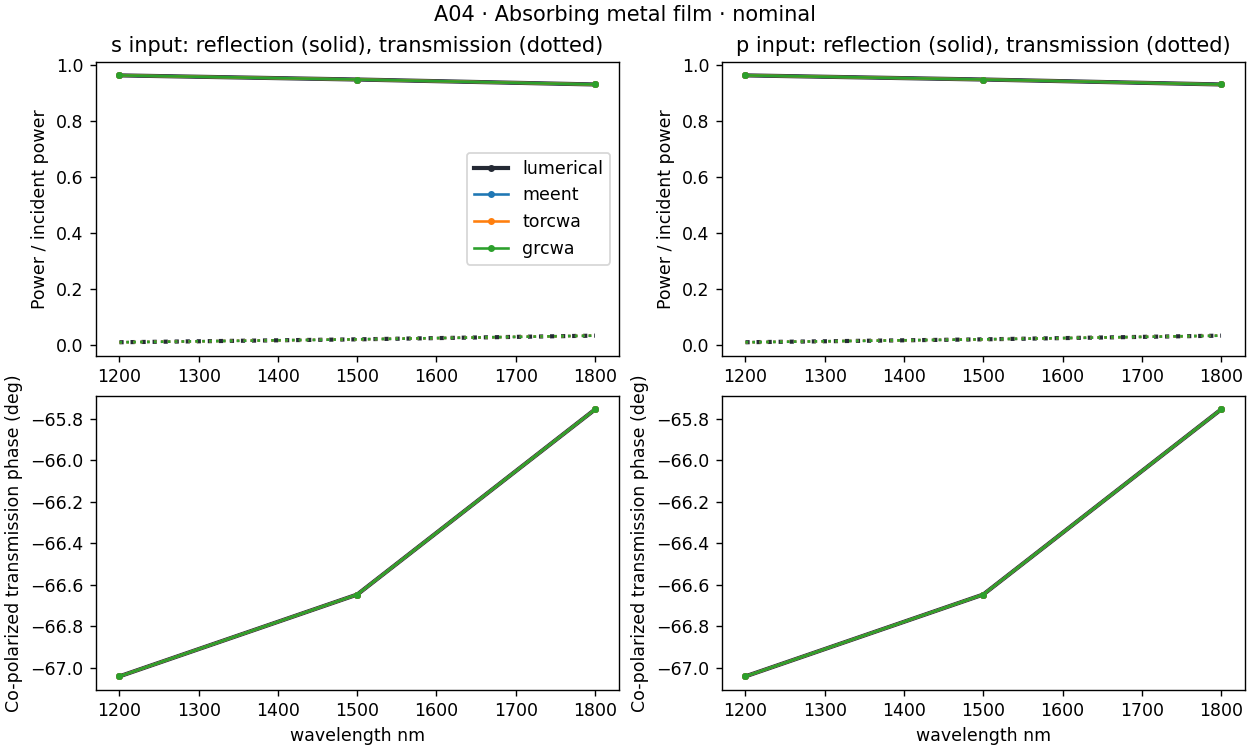 A04 · Absorbing metal film · nominal
s input: reflection (solid), transmission (dotted)
Power / incident power
1.0
0.8
0.6
0.4
0.2
0.0
lumerical
meent
torcwa
grcwa
1200 1300 1400 1500 1600 1700 1800
p input: reflection (solid), transmission (dotted)
Power / incident power
1.0
0.8
0.6
0.4
0.2
0.0
1200 1300 1400 1500 1600 1700 1800
Co-polarized transmission phase (deg)
−65.8
−66.0
−66.2
−66.4
−66.6
−66.8
−67.0
1200 1300 1400 1500 1600 1700 1800
wavelength nm
Co-polarized transmission phase (deg)
−65.8
−66.0
−66.2
−66.4
−66.6
−66.8
−67.0
1200 1300 1400 1500 1600 1700 1800
wavelength nm